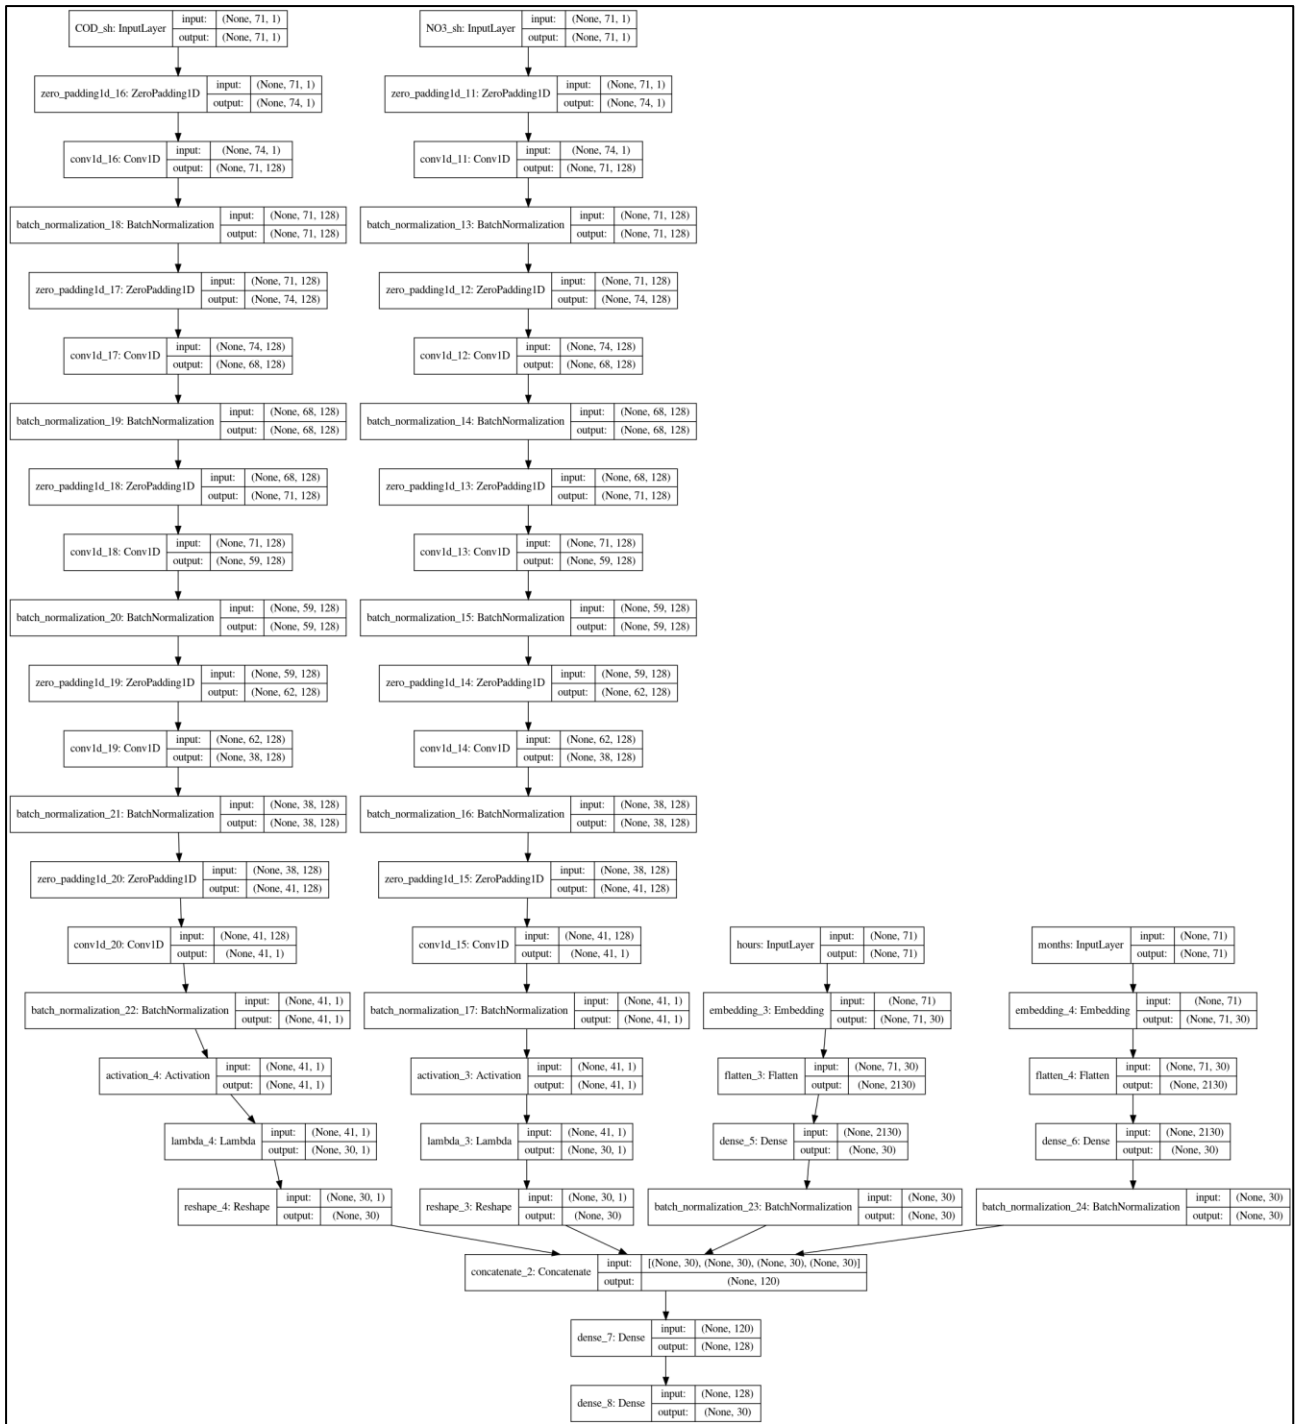 COD_sh: InputLayer input: (None, 71, 1) output: (None, 71, 1)
NO3_sh: InputLayer input: (None, 71, 1) output: (None, 71, 1)
zero_padding1d_16: ZeroPadding1D input: (None, 71, 1) output: (None, 74, 1)
zero_padding1d_11: ZeroPadding1D input: (None, 71, 1) output: (None, 74, 1)
conv1d_16: Conv1D input: (None, 74, 1) output: (None, 71, 128)
conv1d_11: Conv1D input: (None, 74, 1) output: (None, 71, 128)
batch_normalization_18: BatchNormalization input: (None, 71, 128) output: (None, 71, 128)
batch_normalization_13: BatchNormalization input: (None, 71, 128) output: (None, 71, 128)
zero_padding1d_17: ZeroPadding1D input: (None, 71, 128) output: (None, 74, 128)
zero_padding1d_12: ZeroPadding1D input: (None, 71, 128) output: (None, 74, 128)
conv1d_17: Conv1D input: (None, 74, 128) output: (None, 68, 128)
conv1d_12: Conv1D input: (None, 74, 128) output: (None, 68, 128)
batch_normalization_19: BatchNormalization input: (None, 68, 128) output: (None, 68, 128)
batch_normalization_14: BatchNormalization input: (None, 68, 128) output: (None, 68, 128)
zero_padding1d_18: ZeroPadding1D input: (None, 68, 128) output: (None, 71, 128)
zero_padding1d_13: ZeroPadding1D input: (None, 68, 128) output: (None, 71, 128)
conv1d_18: Conv1D input: (None, 71, 128) output: (None, 59, 128)
conv1d_13: Conv1D input: (None, 71, 128) output: (None, 59, 128)
batch_normalization_20: BatchNormalization input: (None, 59, 128) output: (None, 59, 128)
batch_normalization_15: BatchNormalization input: (None, 59, 128) output: (None, 59, 128)
zero_padding1d_19: ZeroPadding1D input: (None, 59, 128) output: (None, 62, 128)
zero_padding1d_14: ZeroPadding1D input: (None, 59, 128) output: (None, 62, 128)
conv1d_19: Conv1D input: (None, 62, 128) output: (None, 38, 128)
conv1d_14: Conv1D input: (None, 62, 128) output: (None, 38, 128)
batch_normalization_21: BatchNormalization input: (None, 38, 128) output: (None, 38, 128)
batch_normalization_16: BatchNormalization input: (None, 38, 128) output: (None, 38, 128)
zero_padding1d_20: ZeroPadding1D input: (None, 38, 128) output: (None, 41, 128)
zero_padding1d_15: ZeroPadding1D input: (None, 38, 128) output: (None, 41, 128)
conv1d_20: Conv1D input: (None, 41, 128) output: (None, 41, 1)
conv1d_15: Conv1D input: (None, 41, 128) output: (None, 41, 1)
hours: InputLayer input: (None, 71) output: (None, 71)
months: InputLayer input: (None, 71) output: (None, 71)
batch_normalization_22: BatchNormalization input: (None, 41, 1) output: (None, 41, 1)
batch_normalization_17: BatchNormalization input: (None, 41, 1) output: (None, 41, 1)
embedding_3: Embedding input: (None, 71) output: (None, 71, 30)
embedding_4: Embedding input: (None, 71) output: (None, 71, 30)
activation_4: Activation input: (None, 41, 1) output: (None, 41, 1)
activation_3: Activation input: (None, 41, 1) output: (None, 41, 1)
flatten_3: Flatten input: (None, 71, 30) output: (None, 2130)
flatten_4: Flatten input: (None, 71, 30) output: (None, 2130)
lambda_4: Lambda input: (None, 41, 1) output: (None, 30, 1)
lambda_3: Lambda input: (None, 41, 1) output: (None, 30, 1)
dense_5: Dense input: (None, 2130) output: (None, 30)
dense_6: Dense input: (None, 2130) output: (None, 30)
reshape_4: Reshape input: (None, 30, 1) output: (None, 30)
reshape_3: Reshape input: (None, 30, 1) output: (None, 30)
batch_normalization_23: BatchNormalization input: (None, 30) output: (None, 30)
batch_normalization_24: BatchNormalization input: (None, 30) output: (None, 30)
concatenate_2: Concatenate input: [(None, 30), (None, 30), (None, 30), (None, 30)] output: (None, 120)
dense_7: Dense input: (None, 120) output: (None, 128)
dense_8: Dense input: (None, 128) output: (None, 30)